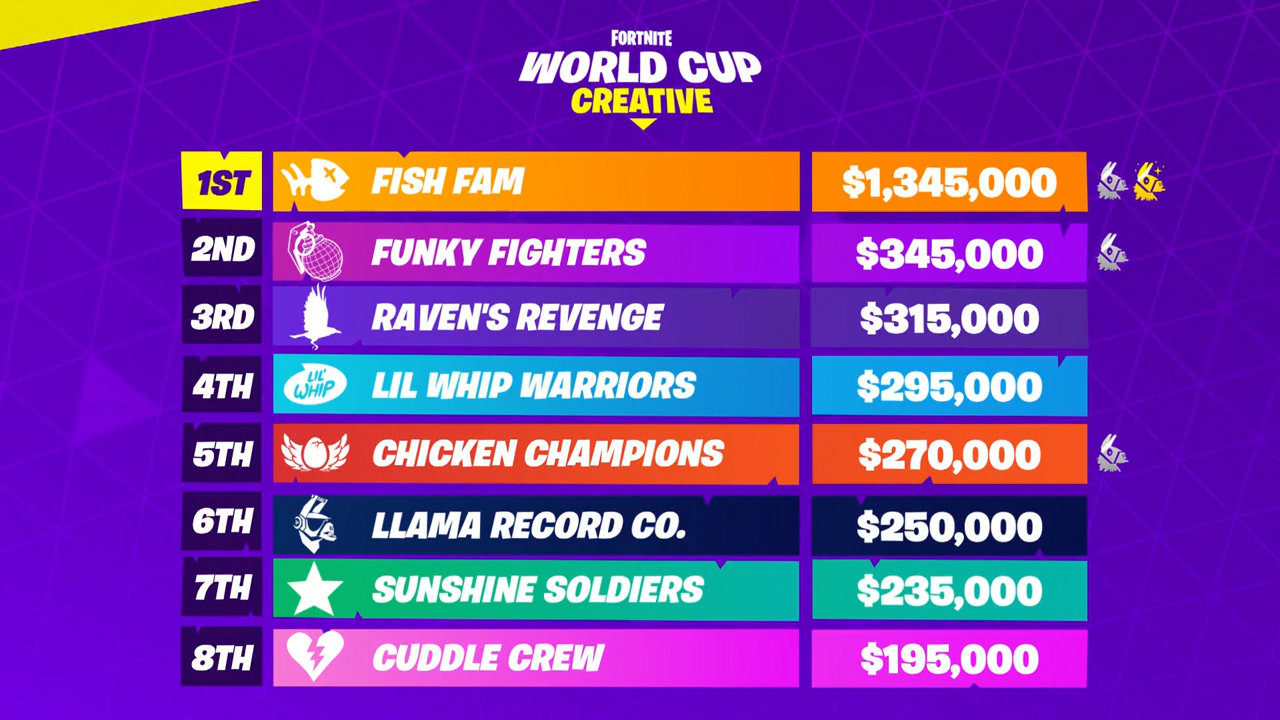 FORTNITE
WORLD CUP
CREATIVE
1ST FISH FAM $1,345,000
2ND FUNKY FIGHTERS $345,000
3RD RAVEN'S REVENGE $315,000
4TH LIL' WHIP LIL WHIP WARRIORS $295,000
5TH CHICKEN CHAMPIONS $270,000
6TH LLAMA RECORD CO. $250,000
7TH SUNSHINE SOLDIERS $235,000
8TH CUDDLE CREW $195,000